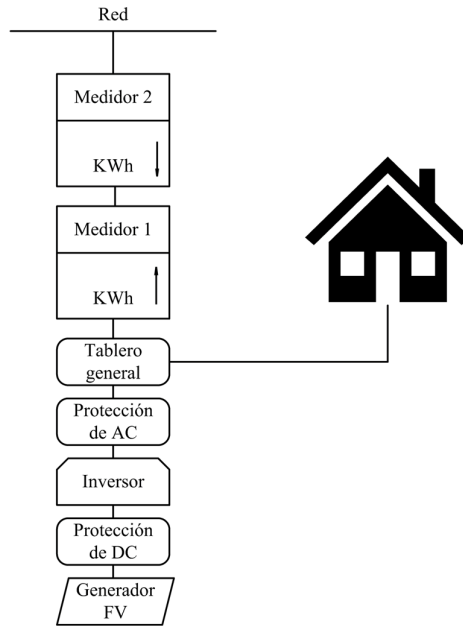 Red
Medidor 2
KWh
Medidor 1
KWh
Tablero
general
Protección
de AC
Inversor
Protección
de DC
Generador
FV